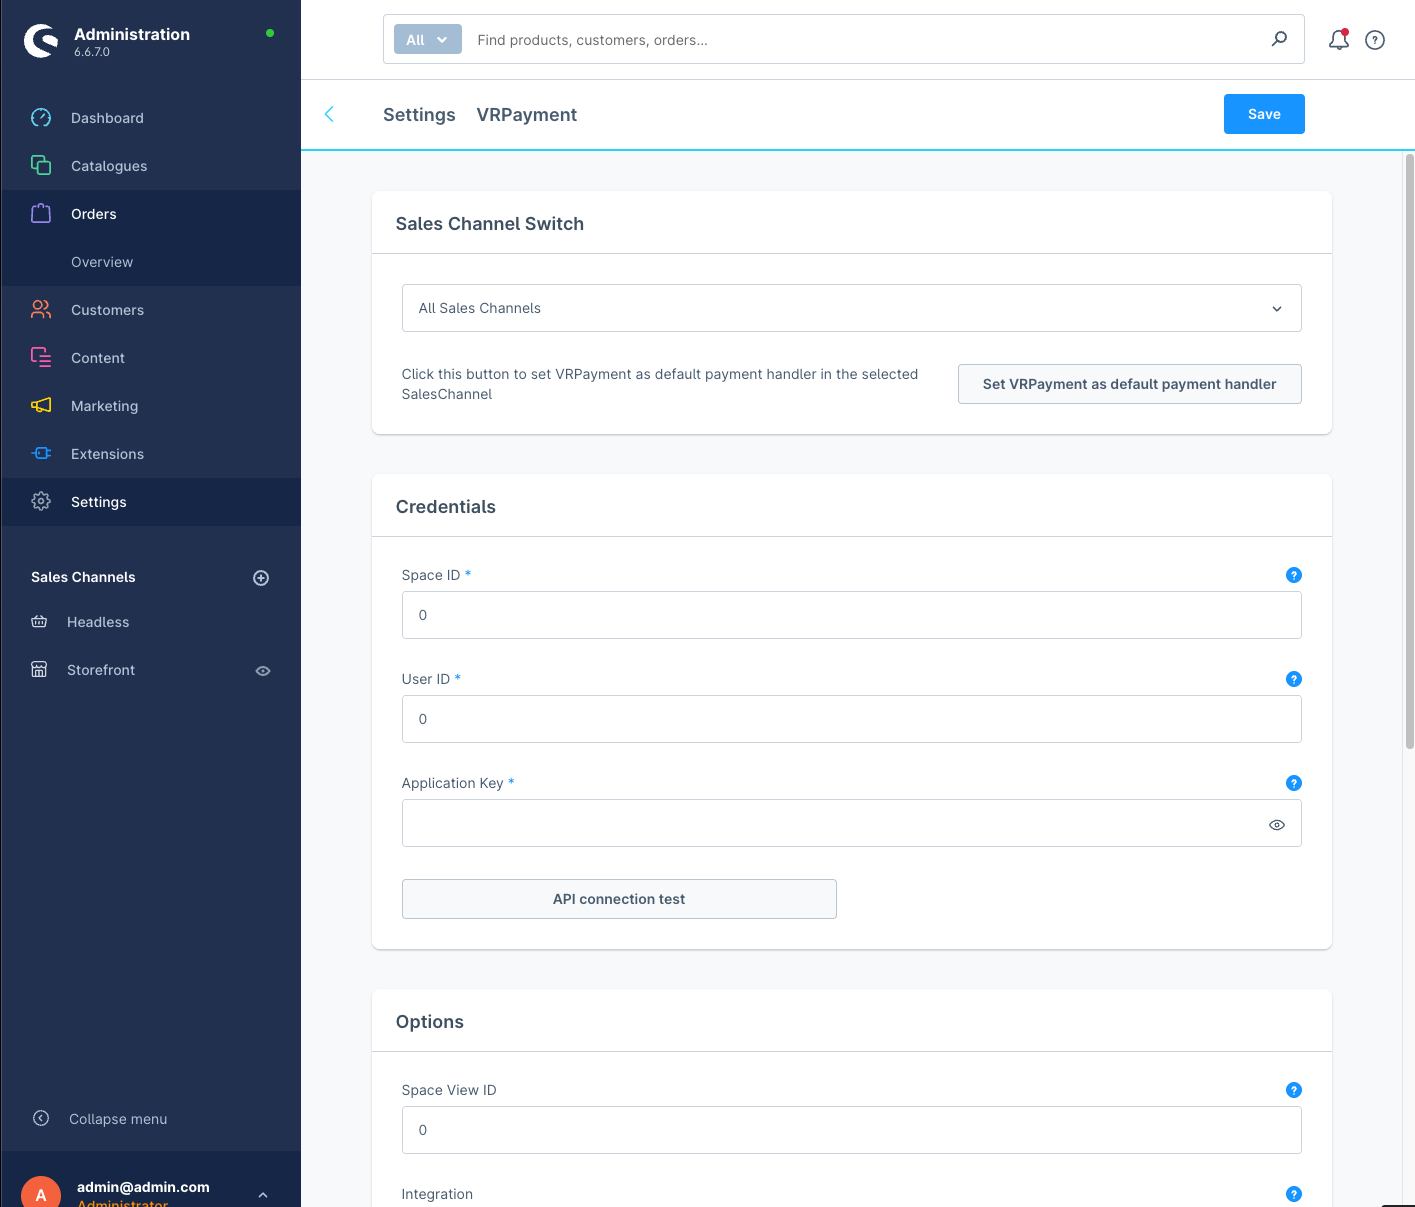 Administration
6.6.7.0
All
Find products, customers, orders...
Settings VRPayment
Save
Dashboard
Catalogues
Orders
Overview
Customers
Content
Marketing
Extensions
Settings
Sales Channels
Headless
Storefront
Collapse menu
A
admin@admin.com
Administrator
Sales Channel Switch
All Sales Channels
Click this button to set VRPayment as default payment handler in the selected
SalesChannel
Set VRPayment as default payment handler
Credentials
Space ID *
0
User ID *
0
Application Key *
API connection test
Options
Space View ID
0
Integration